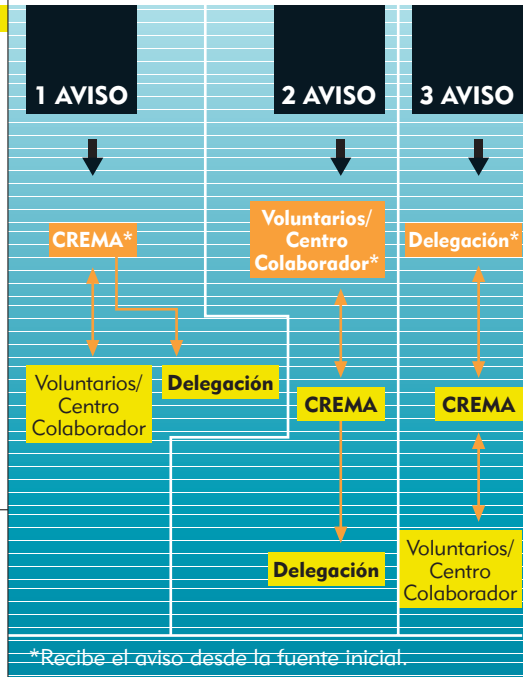 1 AVISO
CREMA*
Voluntarios/
Centro
Colaborador
Delegación
2 AVISO
Voluntarios/
Centro
Colaborador*
CREMA
Delegación
3 AVISO
Delegación*
CREMA
Voluntarios/
Centro
Colaborador
*Recibe el aviso desde la fuente inicial.